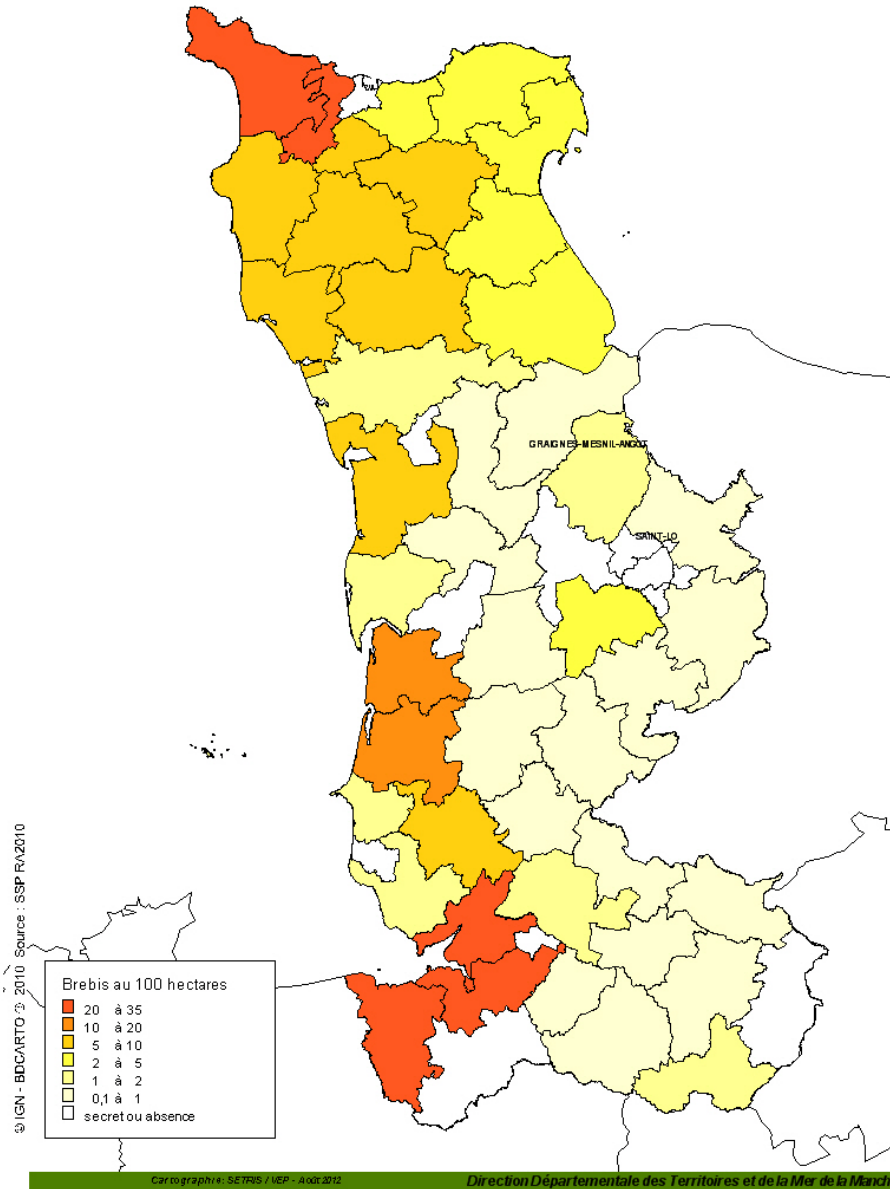 GRAIGNES-MESNIL-ANGOT
SAINT-LO
© IGN - BDCARTO ® 2010 Source : SSP RA2010
Brebis au 100 hectares
20 à 35
10 à 20
5 à 10
2 à 5
1 à 2
0,1 à 1
secret ou absence
Cartographie: SETRIS / VEP - Août 2012
Direction Départementale des Territoires et de la Mer de la Manch